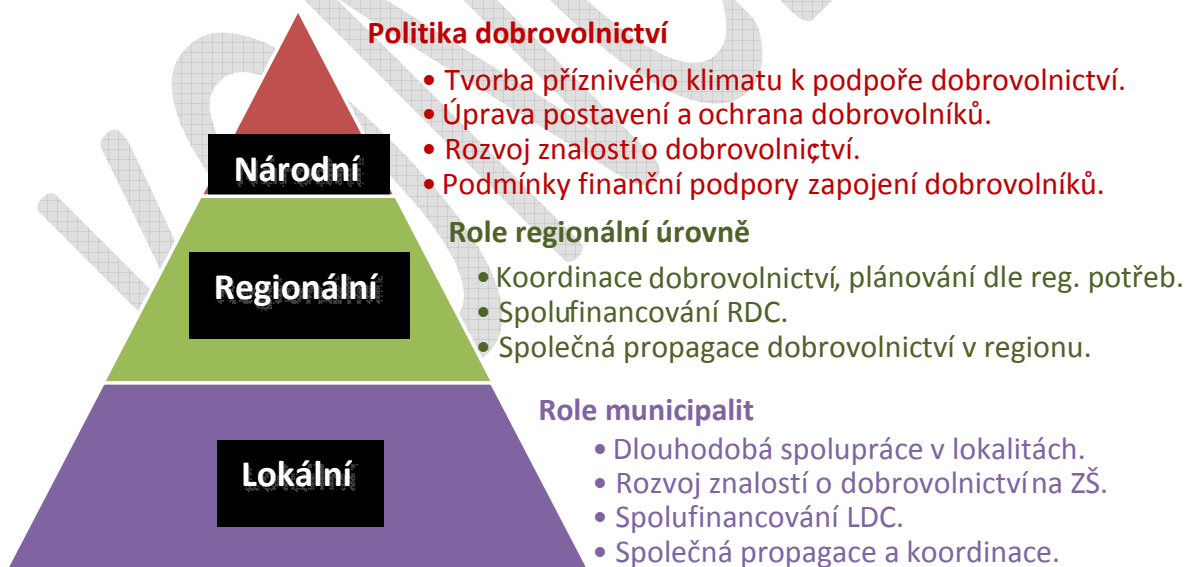 Politika dobrovolnictví
• Tvorba příznivého klimatu k podpoře dobrovolnictví.
• Úprava postavení a ochrana dobrovolníků.
• Rozvoj znalostí o dobrovolnictví.
• Podmínky finanční podpory zapojení dobrovolníků.
Národní
Role regionální úrovně
• Koordinace dobrovolnictví, plánování dle reg. potřeb.
• Spolufinancování RDC.
• Společná propagace dobrovolnictví v regionu.
Regionální
Role municipalit
• Dlouhodobá spolupráce v lokalitách.
• Rozvoj znalostí o dobrovolnictví na ZŠ.
• Spolufinancování LDC.
• Společná propagace a koordinace.
Lokální